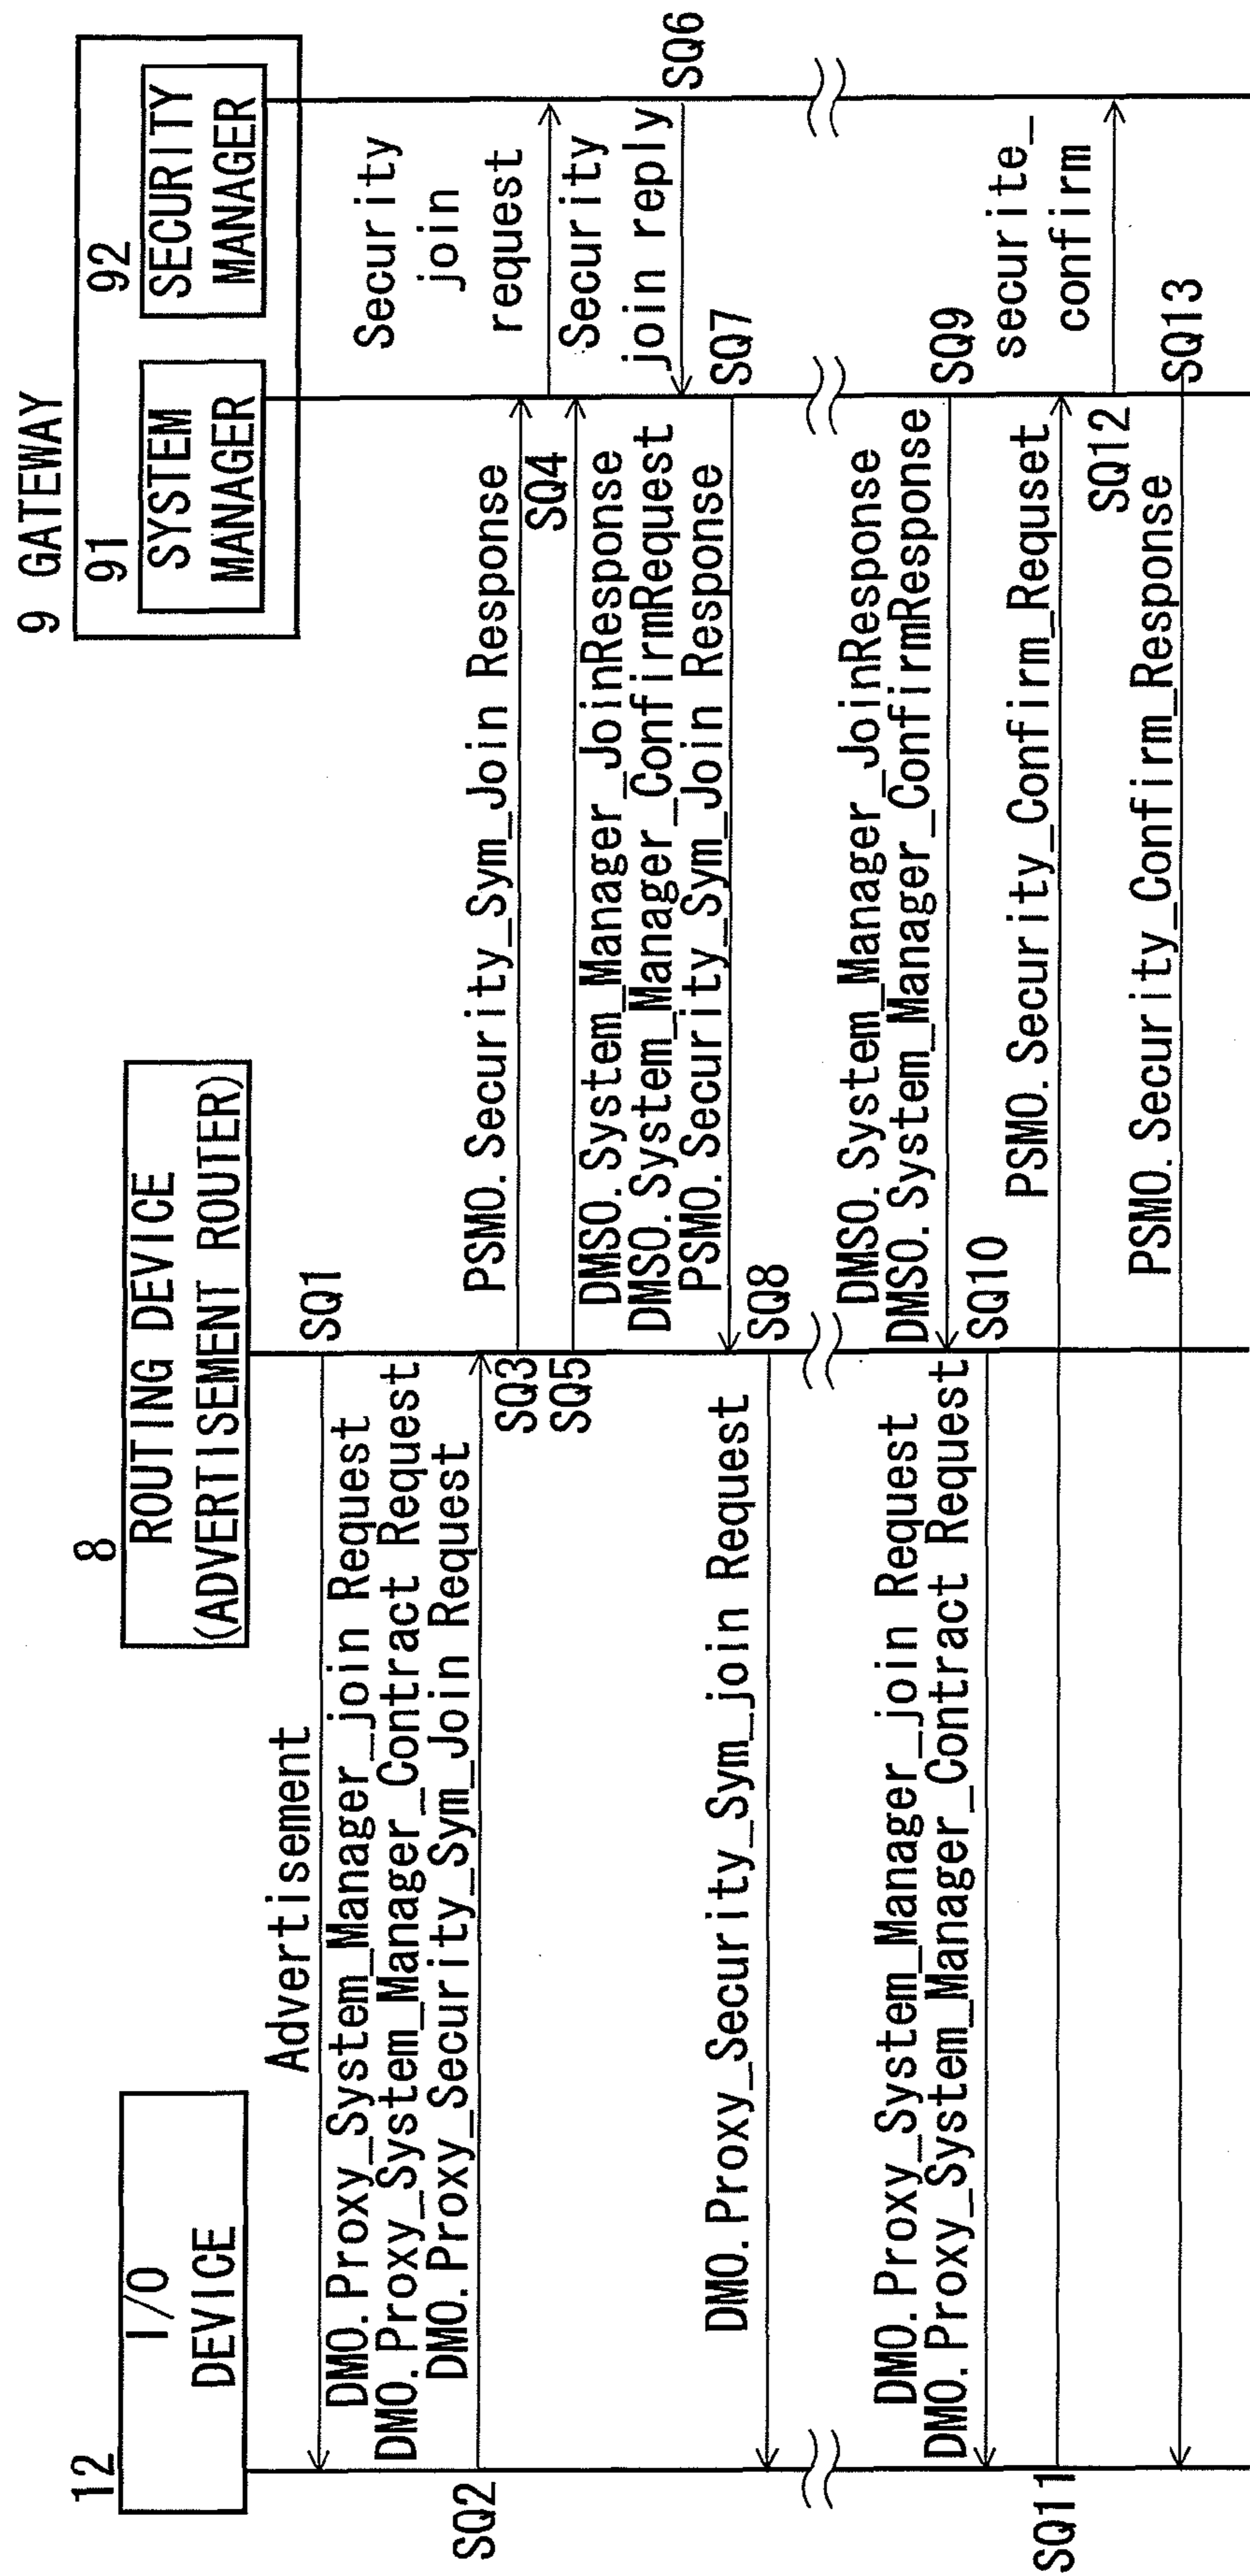 12
I/O
DEVICE
8
ROUTING DEVICE
(ADVERTISEMENT ROUTER)
9 GATEWAY
91
SYSTEM
MANAGER
92
SECURITY
MANAGER
Advertisement
SQ1
DMO.Proxy_System_Manager_join Request
DMO.Proxy_System_Manager_Contract Request
DMO.Proxy_Security_Sym_Join Request
SQ2
PSMO.Security_Sym_Join Response
SQ3
Security
join
request
SQ4
SQ5
DMSO.System_Manager_JoinResponse
DMSO.System_Manager_ConfirmRequest
PSMO.Security_Sym_Join Response
Security
join reply
SQ6
SQ7
DMO.Proxy_Security_Sym_join Request
SQ8
DMSO.System_Manager_JoinResponse
DMSO.System_Manager_ConfirmResponse
SQ9
DMO.Proxy_System_Manager_join Request
DMO.Proxy_System_Manager_Contract Request
SQ10
PSMO.Security_Confirm_Requset
SQ11
securite_
confirm
SQ12
PSMO.Security_Confirm_Response
SQ13